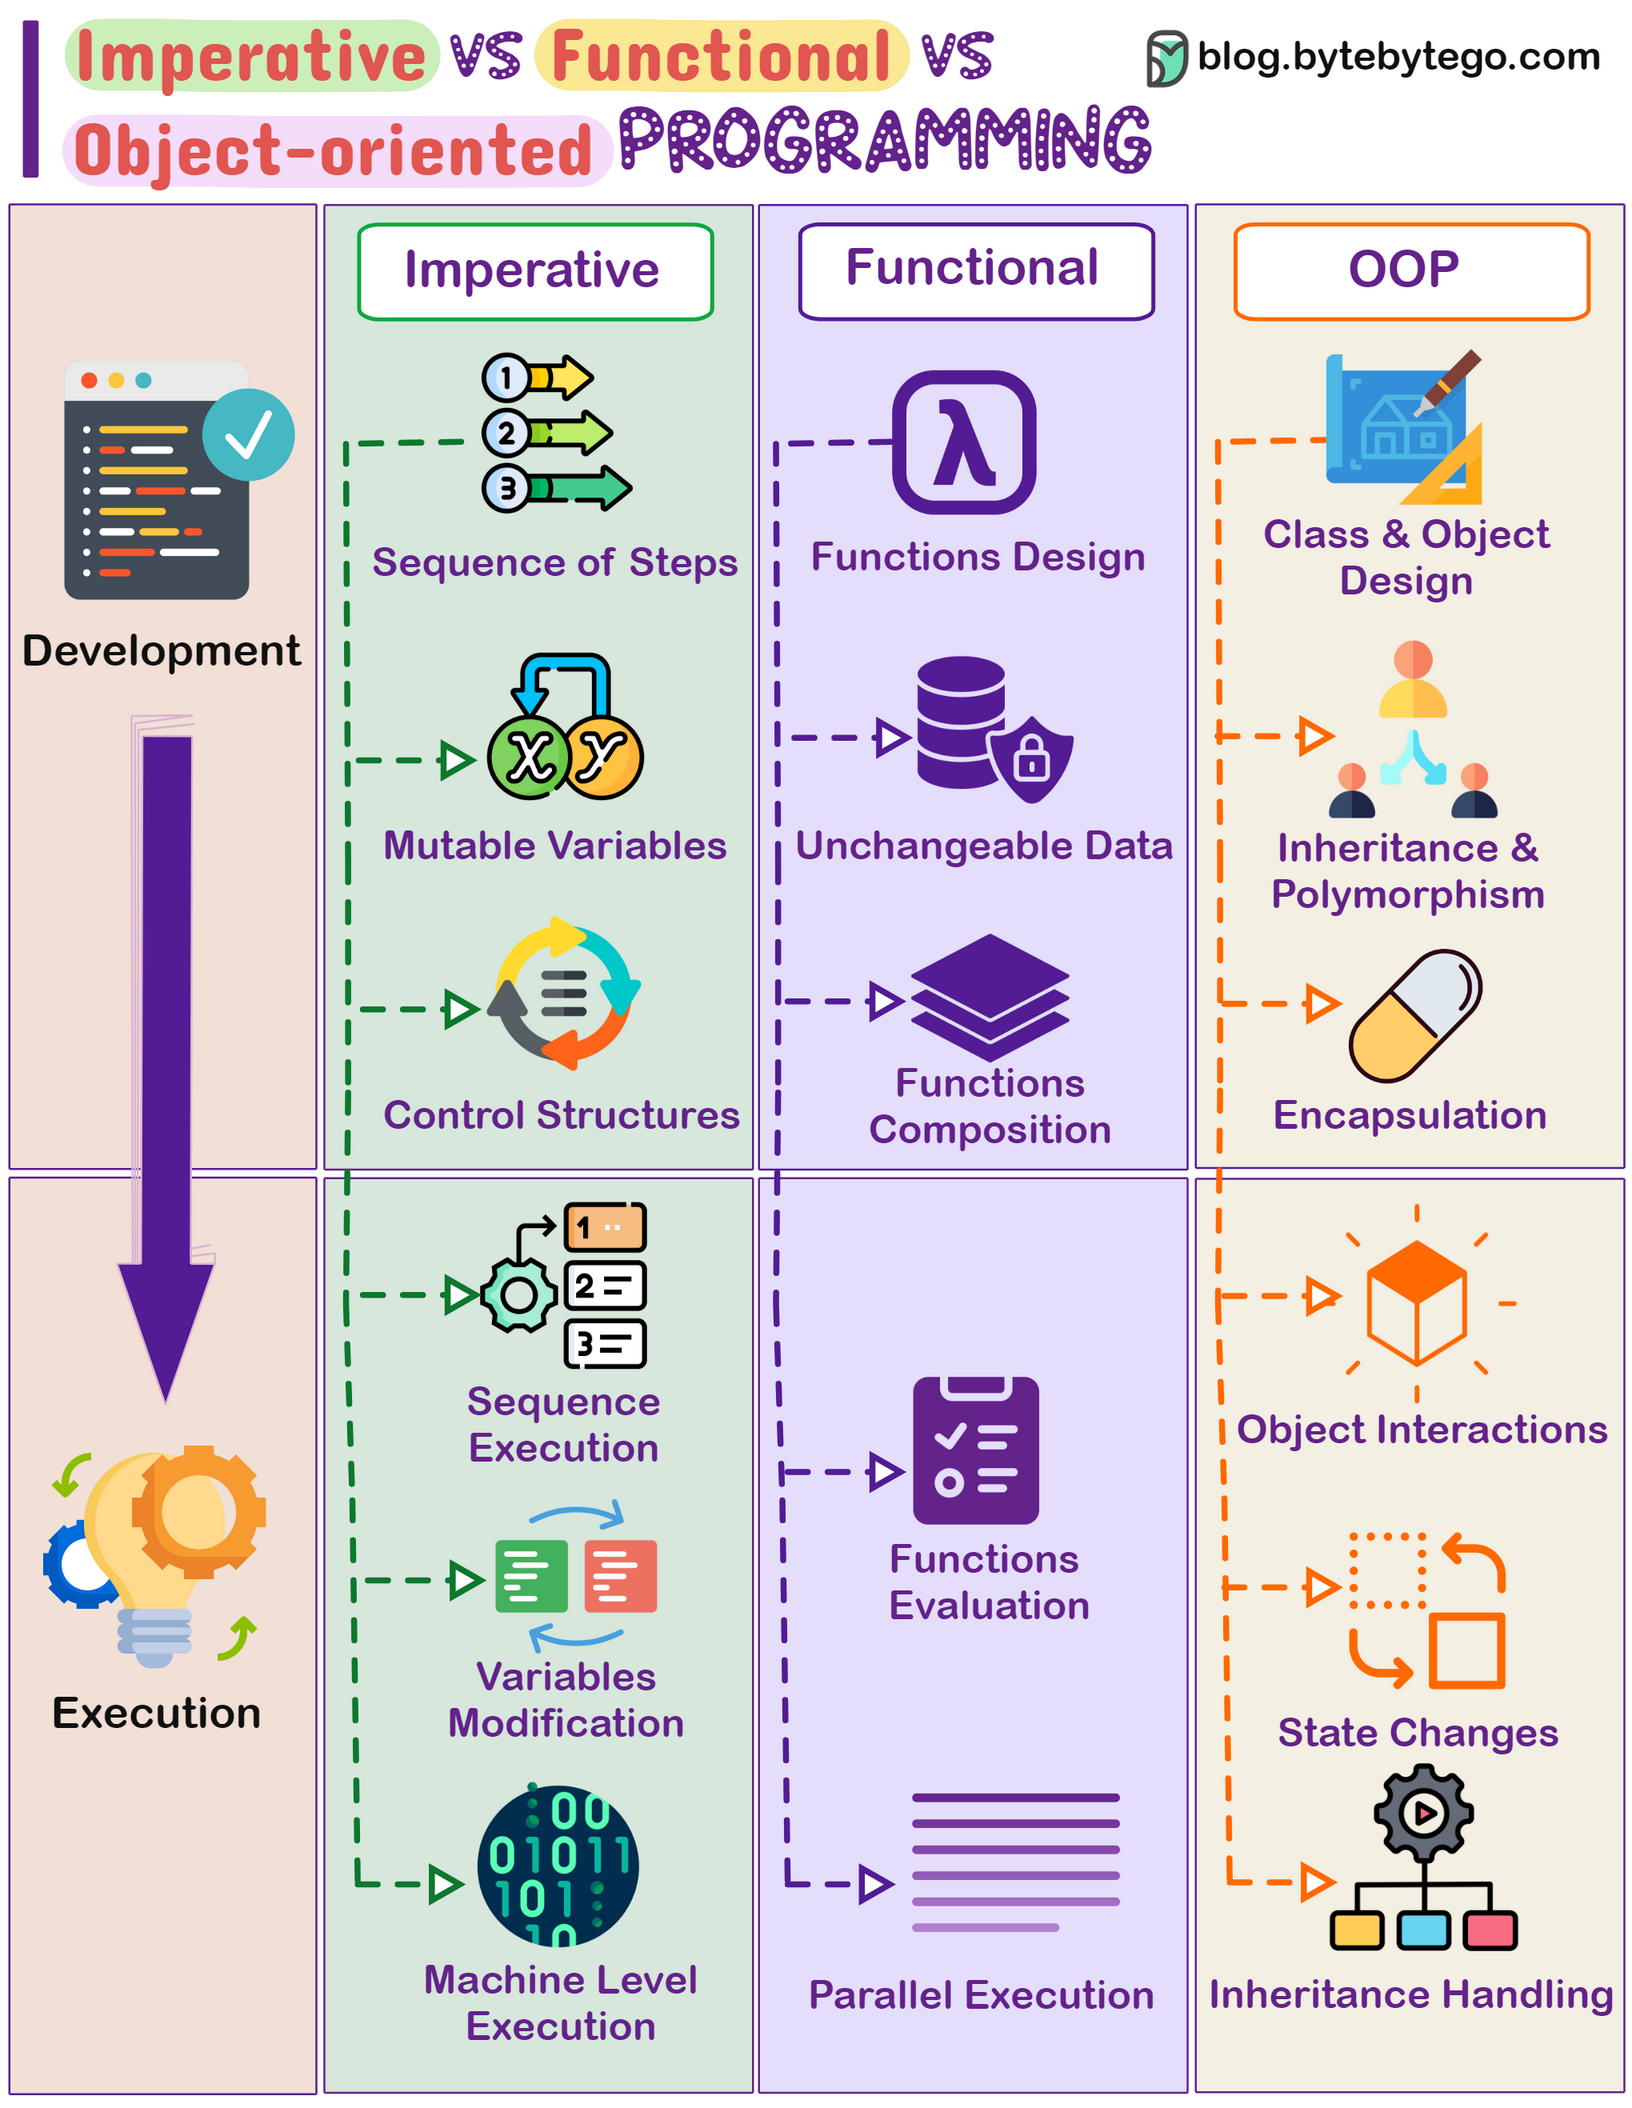 Imperative vs Functional vs
blog.bytebytego.com
Object-oriented PROGRAMMING
Imperative
Functional
OOP
Development
1
2
3
Sequence of Steps
Functions Design
λ
Class & Object
Design
X Y
Mutable Variables
Unchangeable Data
Inheritance &
Polymorphism
Control Structures
Functions
Composition
Encapsulation
Execution
1
2
3
Sequence
Execution
Variables
Modification
00
01011
101
10
Machine Level
Execution
Functions
Evaluation
Parallel Execution
Object Interactions
State Changes
Inheritance Handling